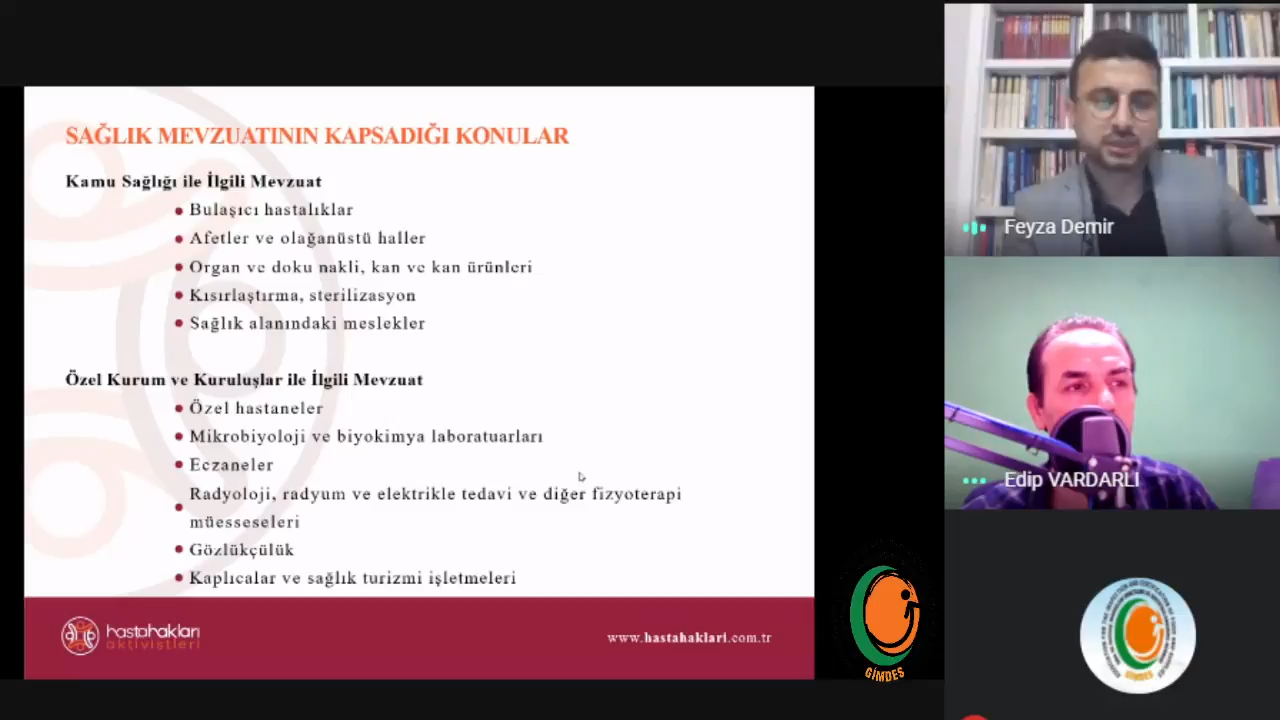 SAĞLIK MEVZUATININ KAPSADIĞI KONULAR
Kamu Sağlığı ile İlgili Mevzuat
Bulaşıcı hastalıklar
Afetler ve olağanüstü haller
Organ ve doku nakli, kan ve kan ürünleri
Kısırlaştırma, sterilizasyon
Sağlık alanındaki meslekler
Özel Kurum ve Kuruluşlar ile İlgili Mevzuat
Özel hastaneler
Mikrobiyoloji ve biyokimya laboratuarları
Eczaneler
Radyoloji, radyum ve elektrikle tedavi ve diğer fizyoterapi
müesseseleri
Gözlükçülük
Kaplıcalar ve sağlık turizmi işletmeleri
hastahakları
aktivistleri
www.hastahaklari.com.tr
GİMDES
Feyza Demir
Edip VARDARLI
GİMDES